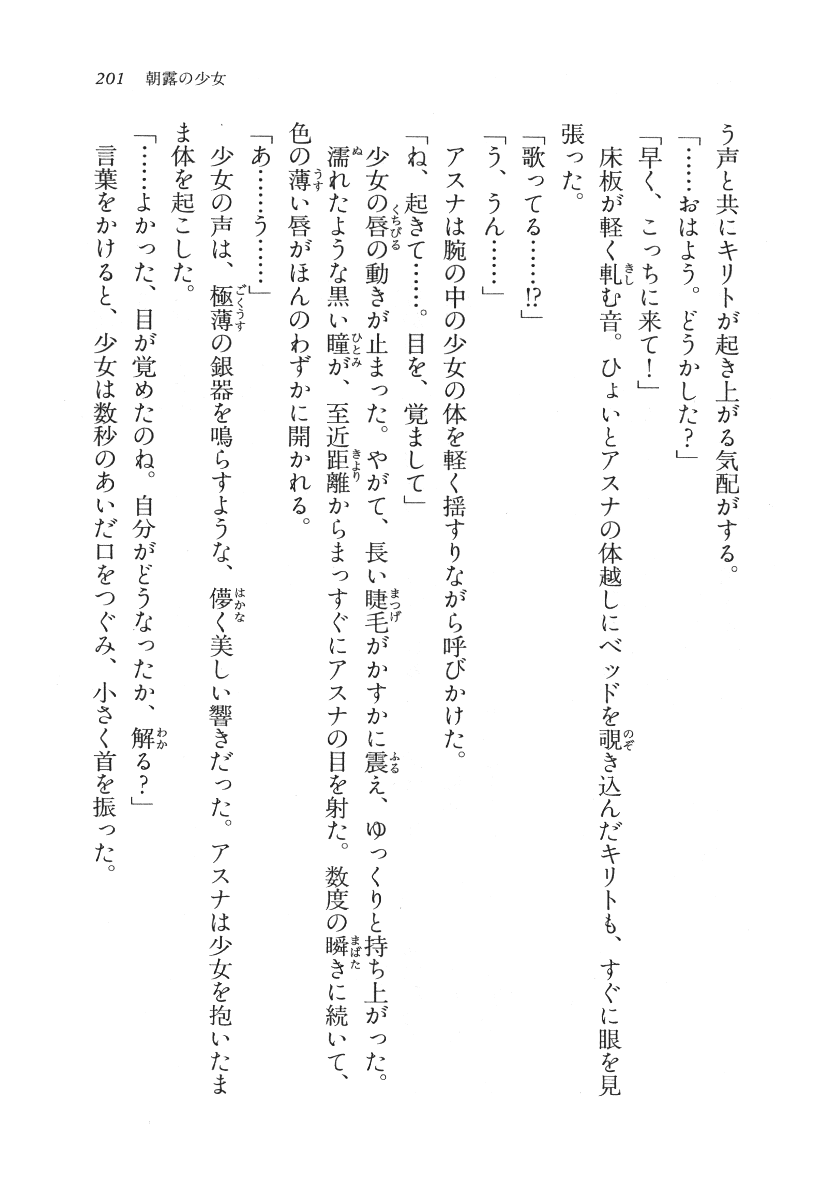 201 朝露の少女
う声と共にキリトが起き上がる気配がする。
「……おはよう。どうかした？」
「早く、こっちに来て！」
床板が軽く軋む音。ひょいとアスナの体越しにベッドを覗き込んだキリトも、すぐに眼を見
張った。
「歌ってる……!?」
「う、うん……」
アスナは腕の中の少女の体を軽く揺すりながら呼びかけた。
「ね、起きて……。目を、覚まして」
少女の唇の動きが止まった。やがて、長い睫毛がかすかに震え、ゆっくりと持ち上がった。
濡れたような黒い瞳が、至近距離からまっすぐにアスナの目を射た。数度の瞬きに続いて、
色の薄い唇がほんのわずかに開かれる。
「あ……う……」
少女の声は、極薄の銀器を鳴らすような、儚く美しい響きだった。アスナは少女を抱いたま
ま体を起こした。
「……よかった、目が覚めたのね。自分がどうなったか、解る？」
言葉をかけると、少女は数秒のあいだ口をつぐみ、小さく首を振った。